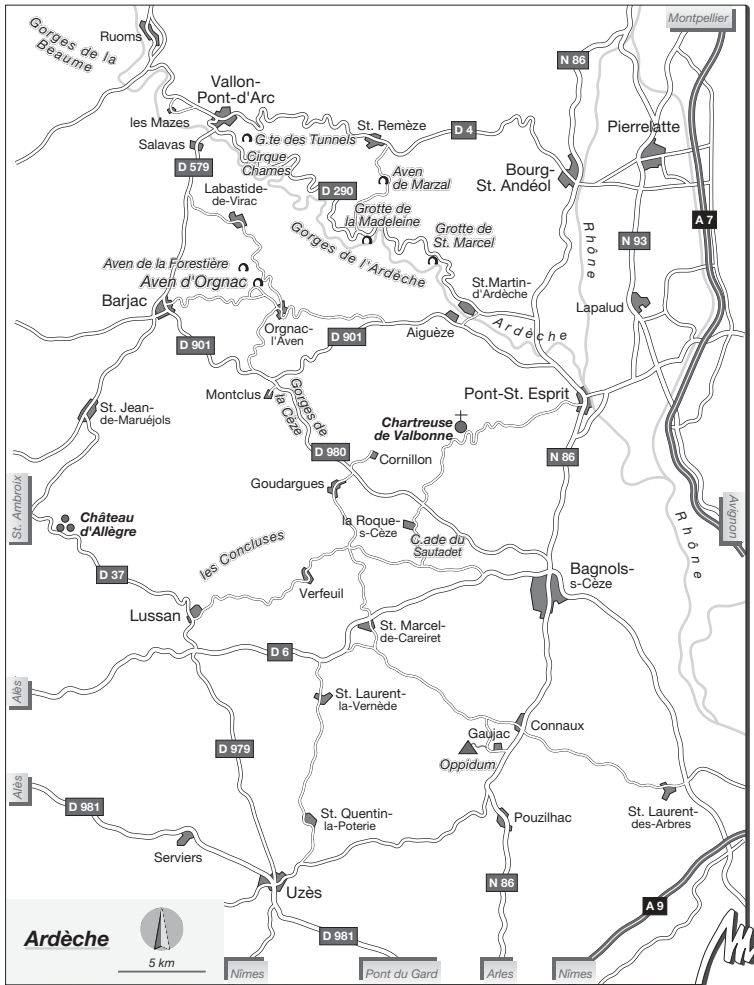 Montpellier
Gorges de la
Beaume
Ruoms
N 86
Vallon-
Pont-d'Arc
les Mazes
G.te des Tunnels
St. Remèze
D 4
Pierrelatte
Salavas
Cirque
Chames
D 579
Aven
de Marzal
Bourg-
St. Andéol
Labastide-
de-Virac
D 290
Grotte de
la Madeleine
A 7
Rhône
N 93
Grotte de
St. Marcel
Gorges de l'Ardèche
Aven de la Forestière
Aven d'Orgnac
St.Martin-
d'Ardèche
Barjac
Lapalud
Orgnac-
l'Aven
Aiguèze
Ardèche
D 901
D 901
Montclus
Gorges de
la Cèze
Pont-St. Esprit
St. Jean-
de-Maruéjols
Chartreuse
de Valbonne
D 980
Cornillon
N 86
Goudargues
St. Ambroix
Château
d'Allègre
la Roque-
s-Cèze
C.ade du
Sautadet
Avignon
Rhône
les Concluses
D 37
Verfeuil
Bagnols-
s-Cèze
Lussan
St. Marcel-
de-Careiret
D 6
Alès
St. Laurent-
la-Vernède
D 979
Gaujac
Connaux
Oppidum
Alès
D 981
St. Quentin-
la-Poterie
Pouzilhac
St. Laurent-
des-Arbres
Serviers
Uzès
N 86
A 9
Ardèche
5 km
D 981
Nîmes
Pont du Gard
Arles
Nîmes